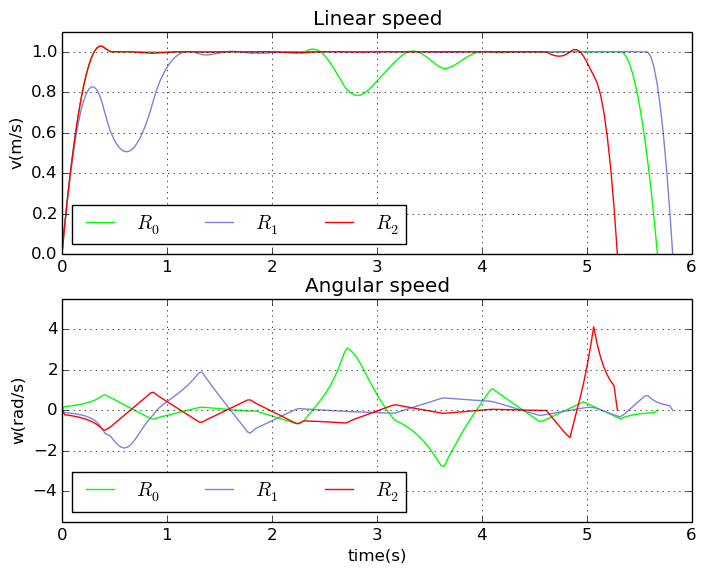 Linear speed
v(m/s)
1.0
0.8
0.6
0.4
0.2
0.0
R0 R1 R2
0 1 2 3 4 5 6
Angular speed
w(rad/s)
4
2
0
−2
−4
R0 R1 R2
0 1 2 3 4 5 6
time(s)